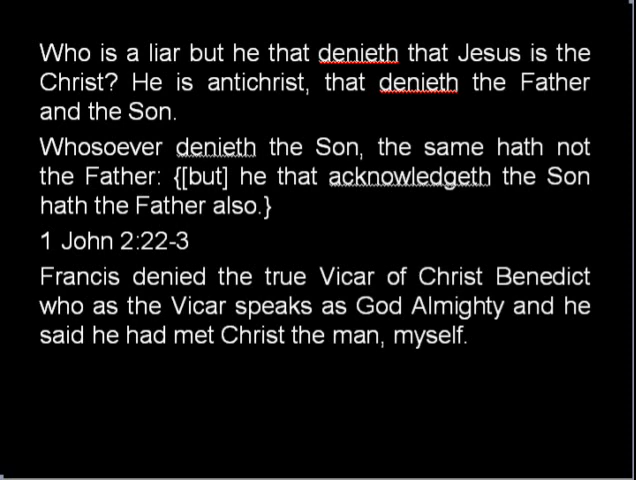 Who is a liar but he that denieth that Jesus is the
Christ? He is antichrist, that denieth the Father
and the Son.
Whosoever denieth the Son, the same hath not
the Father: {[but] he that acknowledgeth the Son
hath the Father also.}
1 John 2:22-3
Francis denied the true Vicar of Christ Benedict
who as the Vicar speaks as God Almighty and he
said he had met Christ the man, myself.